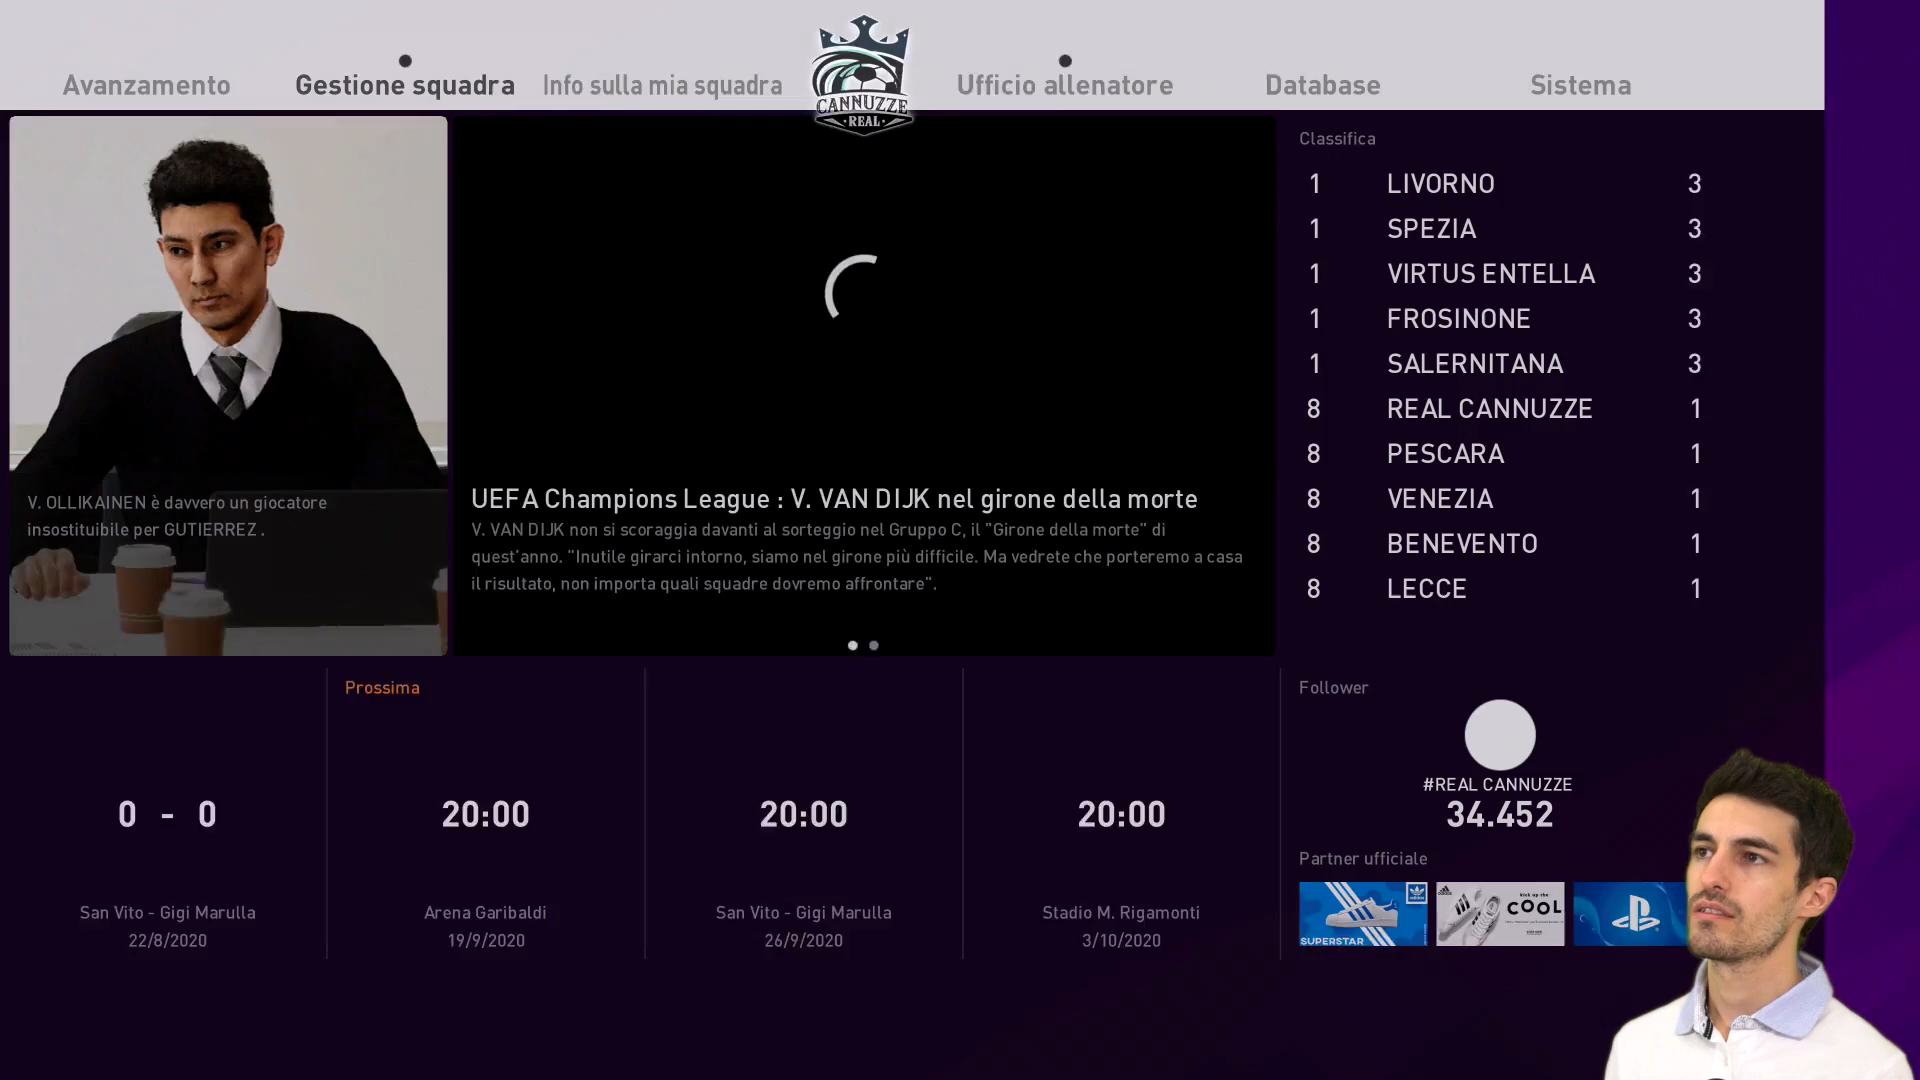 Avanzamento
Gestione squadra
Info sulla mia squadra
CANNUZZE
REAL
Ufficio allenatore
Database
Sistema
V. OLLIKAINEN è davvero un giocatore
insostituibile per GUTIERREZ .
UEFA Champions League : V. VAN DIJK nel girone della morte
V. VAN DIJK non si scoraggia davanti al sorteggio nel Gruppo C, il "Girone della morte" di
quest'anno. "Inutile girarci intorno, siamo nel girone più difficile. Ma vedrete che porteremo a casa
il risultato, non importa quali squadre dovremo affrontare".
Classifica
1 LIVORNO 3
1 SPEZIA 3
1 VIRTUS ENTELLA 3
1 FROSINONE 3
1 SALERNITANA 3
8 REAL CANNUZZE 1
8 PESCARA 1
8 VENEZIA 1
8 BENEVENTO 1
8 LECCE 1
0 - 0
San Vito - Gigi Marulla
22/8/2020
Prossima
20:00
Arena Garibaldi
19/9/2020
20:00
San Vito - Gigi Marulla
26/9/2020
20:00
Stadio M. Rigamonti
3/10/2020
Follower
#REAL CANNUZZE
34.452
Partner ufficiale
SUPERSTAR
adidas
kick up the
COOL